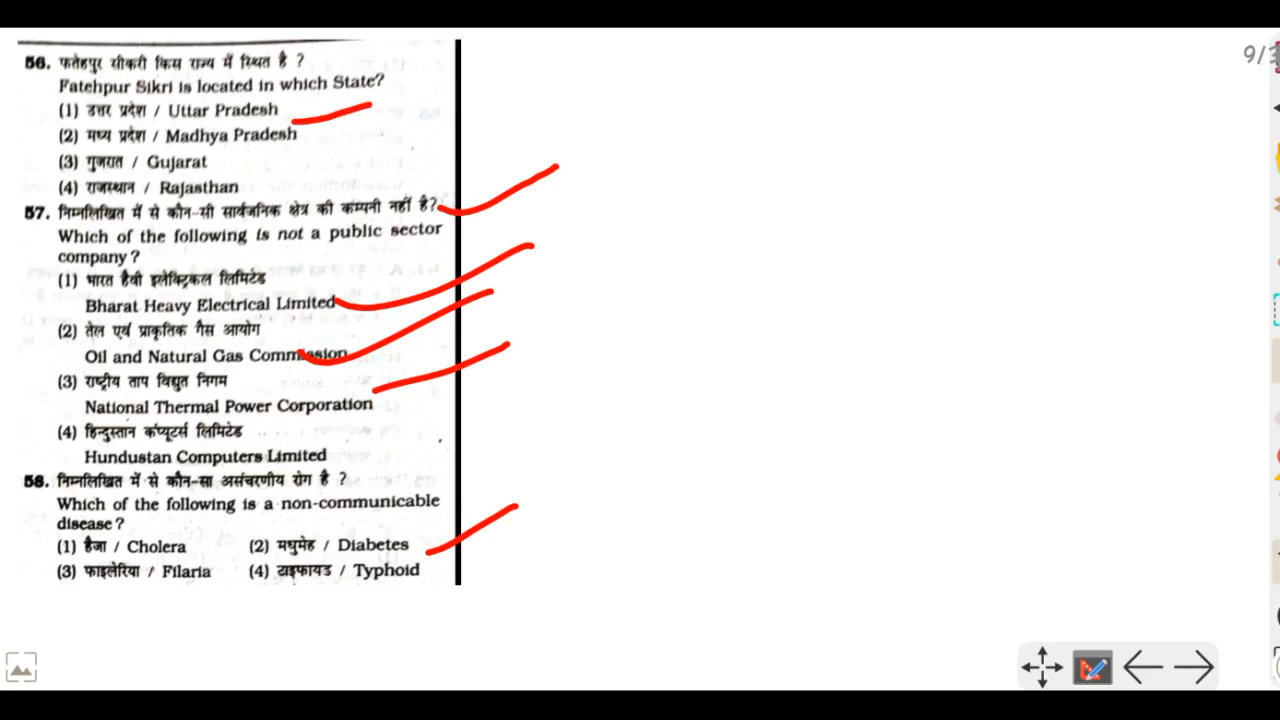 9/3
56. फतेहपुर सीकरी किस राज्य में स्थित है ?
Fatehpur Sikri is located in which State?
(1) उत्तर प्रदेश / Uttar Pradesh
(2) मध्य प्रदेश / Madhya Pradesh
(3) गुजरात / Gujarat
(4) राजस्थान / Rajasthan
57. निम्नलिखित में से कौन-सी सार्वजनिक क्षेत्र की कम्पनी नहीं है?
Which of the following is not a public sector
company?
(1) भारत हैवी इलेक्ट्रिकल लिमिटेड
Bharat Heavy Electrical Limited
(2) तेल एवं प्राकृतिक गैस आयोग
Oil and Natural Gas Commission
(3) राष्ट्रीय ताप विद्युत निगम
National Thermal Power Corporation
(4) हिन्दुस्तान कंप्यूटर्स लिमिटेड
Hundustan Computers Limited
58. निम्नलिखित में से कौन-सा असंचरणीय रोग है ?
Which of the following is a non-communicable
disease?
(1) हैजा / Cholera (2) मधुमेह / Diabetes
(3) फाइलेरिया / Filaria (4) टाइफायड / Typhoid